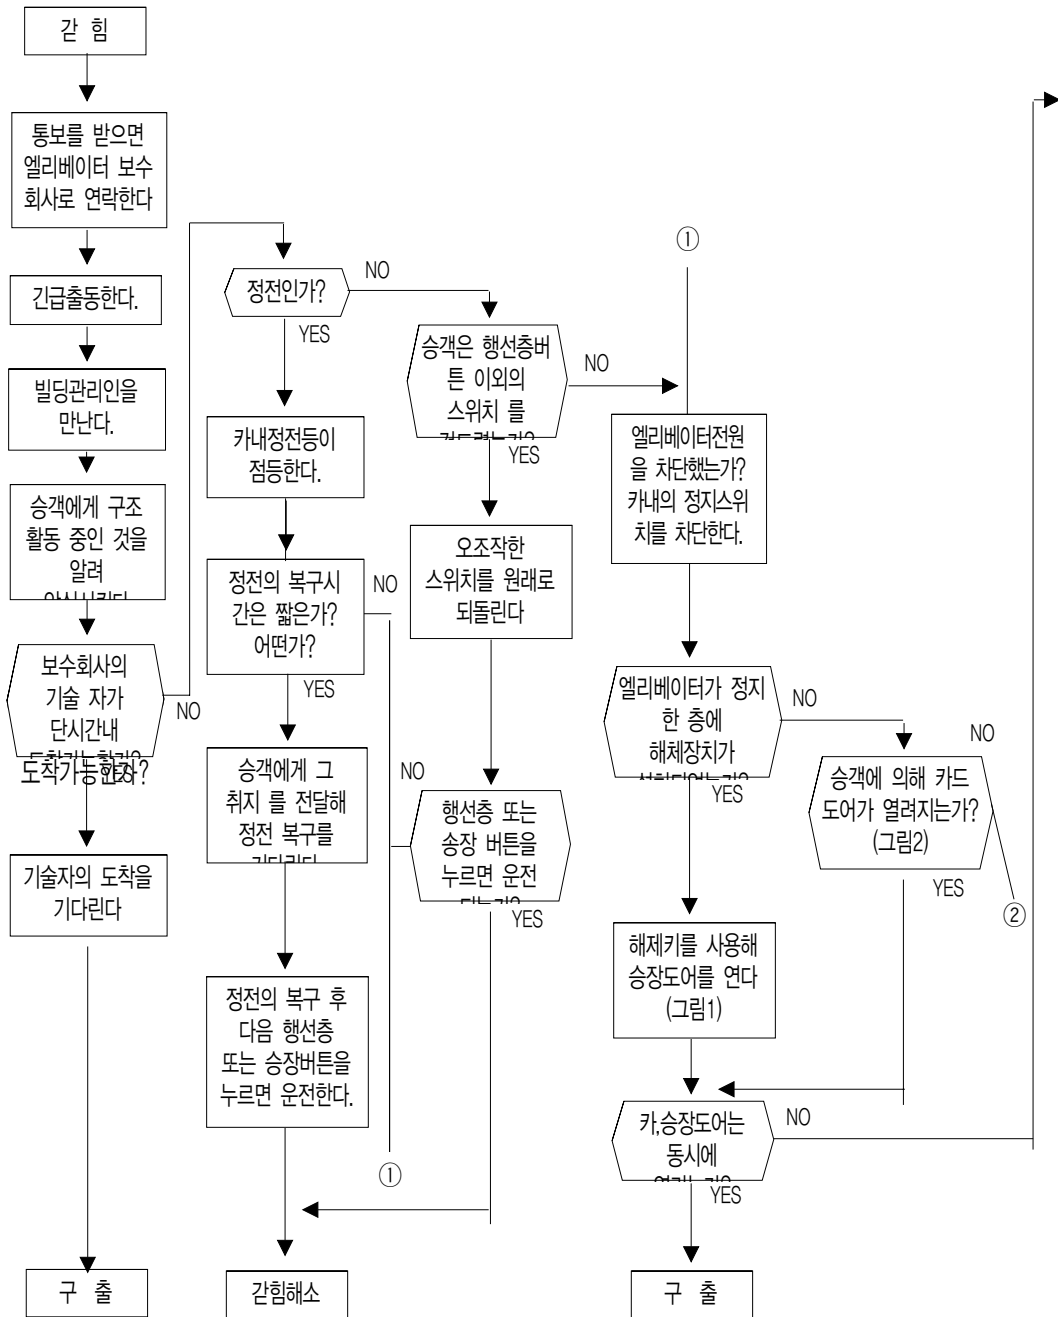 갇 힘
통보를 받으면
엘리베이터 보수
회사로 연락한다
긴급출동한다.
빌딩관리인을
만난다.
승객에게 구조
활동 중인 것을
알려
보수회사의
기술 자가
단시간내
도착가능한가?
NO
YES
기술자의 도착을
기다린다
구 출
정전인가?
NO
YES
카내정전등이
점등한다.
정전의 복구시
간은 짧은가?
어떤가?
NO
YES
승객에게 그
취지 를 전달해
정전 복구를
정전의 복구 후
다음 행선층
또는 승장버튼을
누르면 운전한다.
①
갇힘해소
승객은 행선층버
튼 이외의
스위치 를
NO
YES
오조작한
스위치를 원래로
되돌린다
NO
행선층 또는
송장 버튼을
누르면 운전
YES
①
엘리베이터전원
을 차단했는가?
카내의 정지스위
치를 차단한다.
엘리베이터가 정지
한 층에
해체장치가
NO
YES
NO
승객에 의해 카드
도어가 열려지는가?
(그림2)
YES
②
해제키를 사용해
승장도어를 연다
(그림1)
캬,승장도어는
동시에
NO
YES
구 출